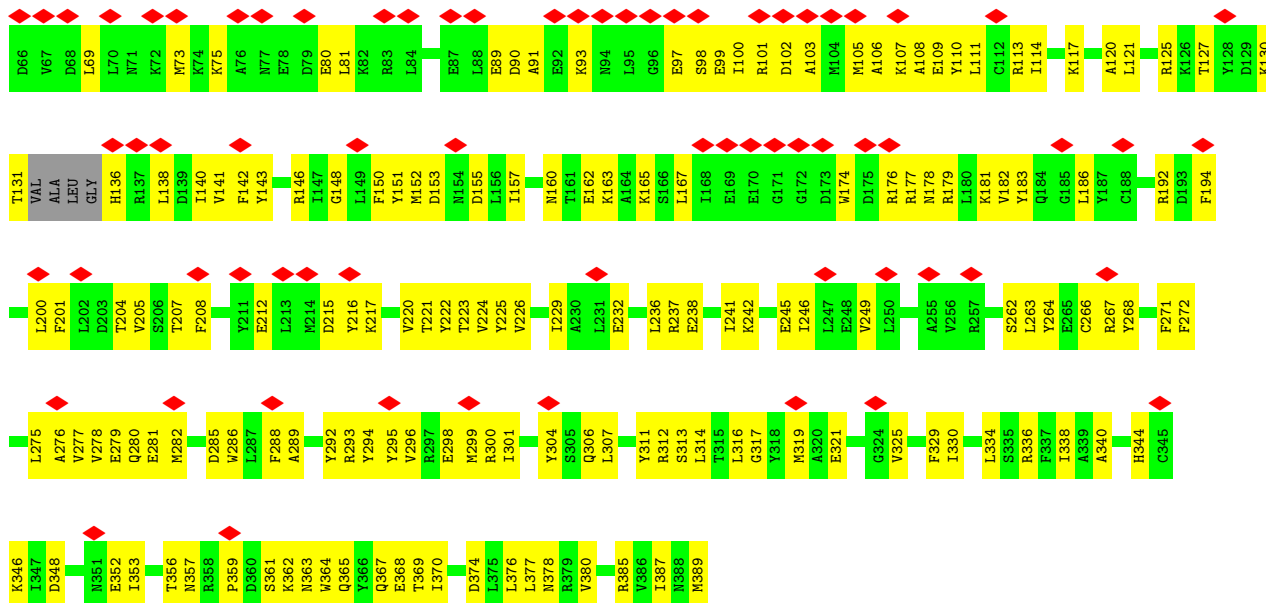 D66 V67 D68 L69 L70 N71 K72 M73 K74 K75 A76 N77 E78 D79 E80 L81 K82 R83 L84 E87 L88 E89 D90 A91 E92 K93 N94 L95 G96 E97 S98 E99 I100 R101 D102 A103 M104 M105 A106 K107 A108 E109 Y110 L111 C112 R113 I114 K117 A120 L121 R125 K126 T127 Y128 D129 K130
T131 VAL ALA LEU GLY H136 R137 L138 D139 I140 V141 F142 Y143 R146 I147 G148 L149 F150 Y151 M152 D153 N154 D155 L156 I157 N160 T161 E162 K163 A164 K165 S166 L167 I168 E169 E170 G171 G172 D173 W174 D175 R176 R177 N178 R179 L180 K181 V182 Y183 Q184 G185 L186 Y187 C188 R192 D193 F194
L200 F201 L202 D203 T204 V205 S206 T207 F208 Y211 E212 L213 M214 D215 Y216 K217 V220 T221 Y222 T223 V224 Y225 V226 I229 A230 L231 E232 L236 R237 E238 I241 K242 E245 I246 L247 E248 V249 L250 A255 V256 R257 S262 L263 Y264 E265 C266 R267 Y268 F271 F272
L275 A276 V277 V278 E279 Q280 E281 M282 D285 W286 L287 F288 A289 Y292 R293 Y294 Y295 V296 R297 E298 M299 R300 I301 Y304 S305 Q306 L307 Y311 R312 S313 L314 T315 L316 G317 Y318 M319 A320 E321 G324 V325 F329 I330 L334 S335 R336 F337 I338 A339 A340 H344 C345
K346 I347 D348 N351 E352 I353 T356 N357 R358 P359 D360 S361 K362 N363 W364 Q365 Y366 Q367 E368 T369 I370 D374 L375 L376 L377 N378 R379 V380 R385 V386 I387 N388 M389